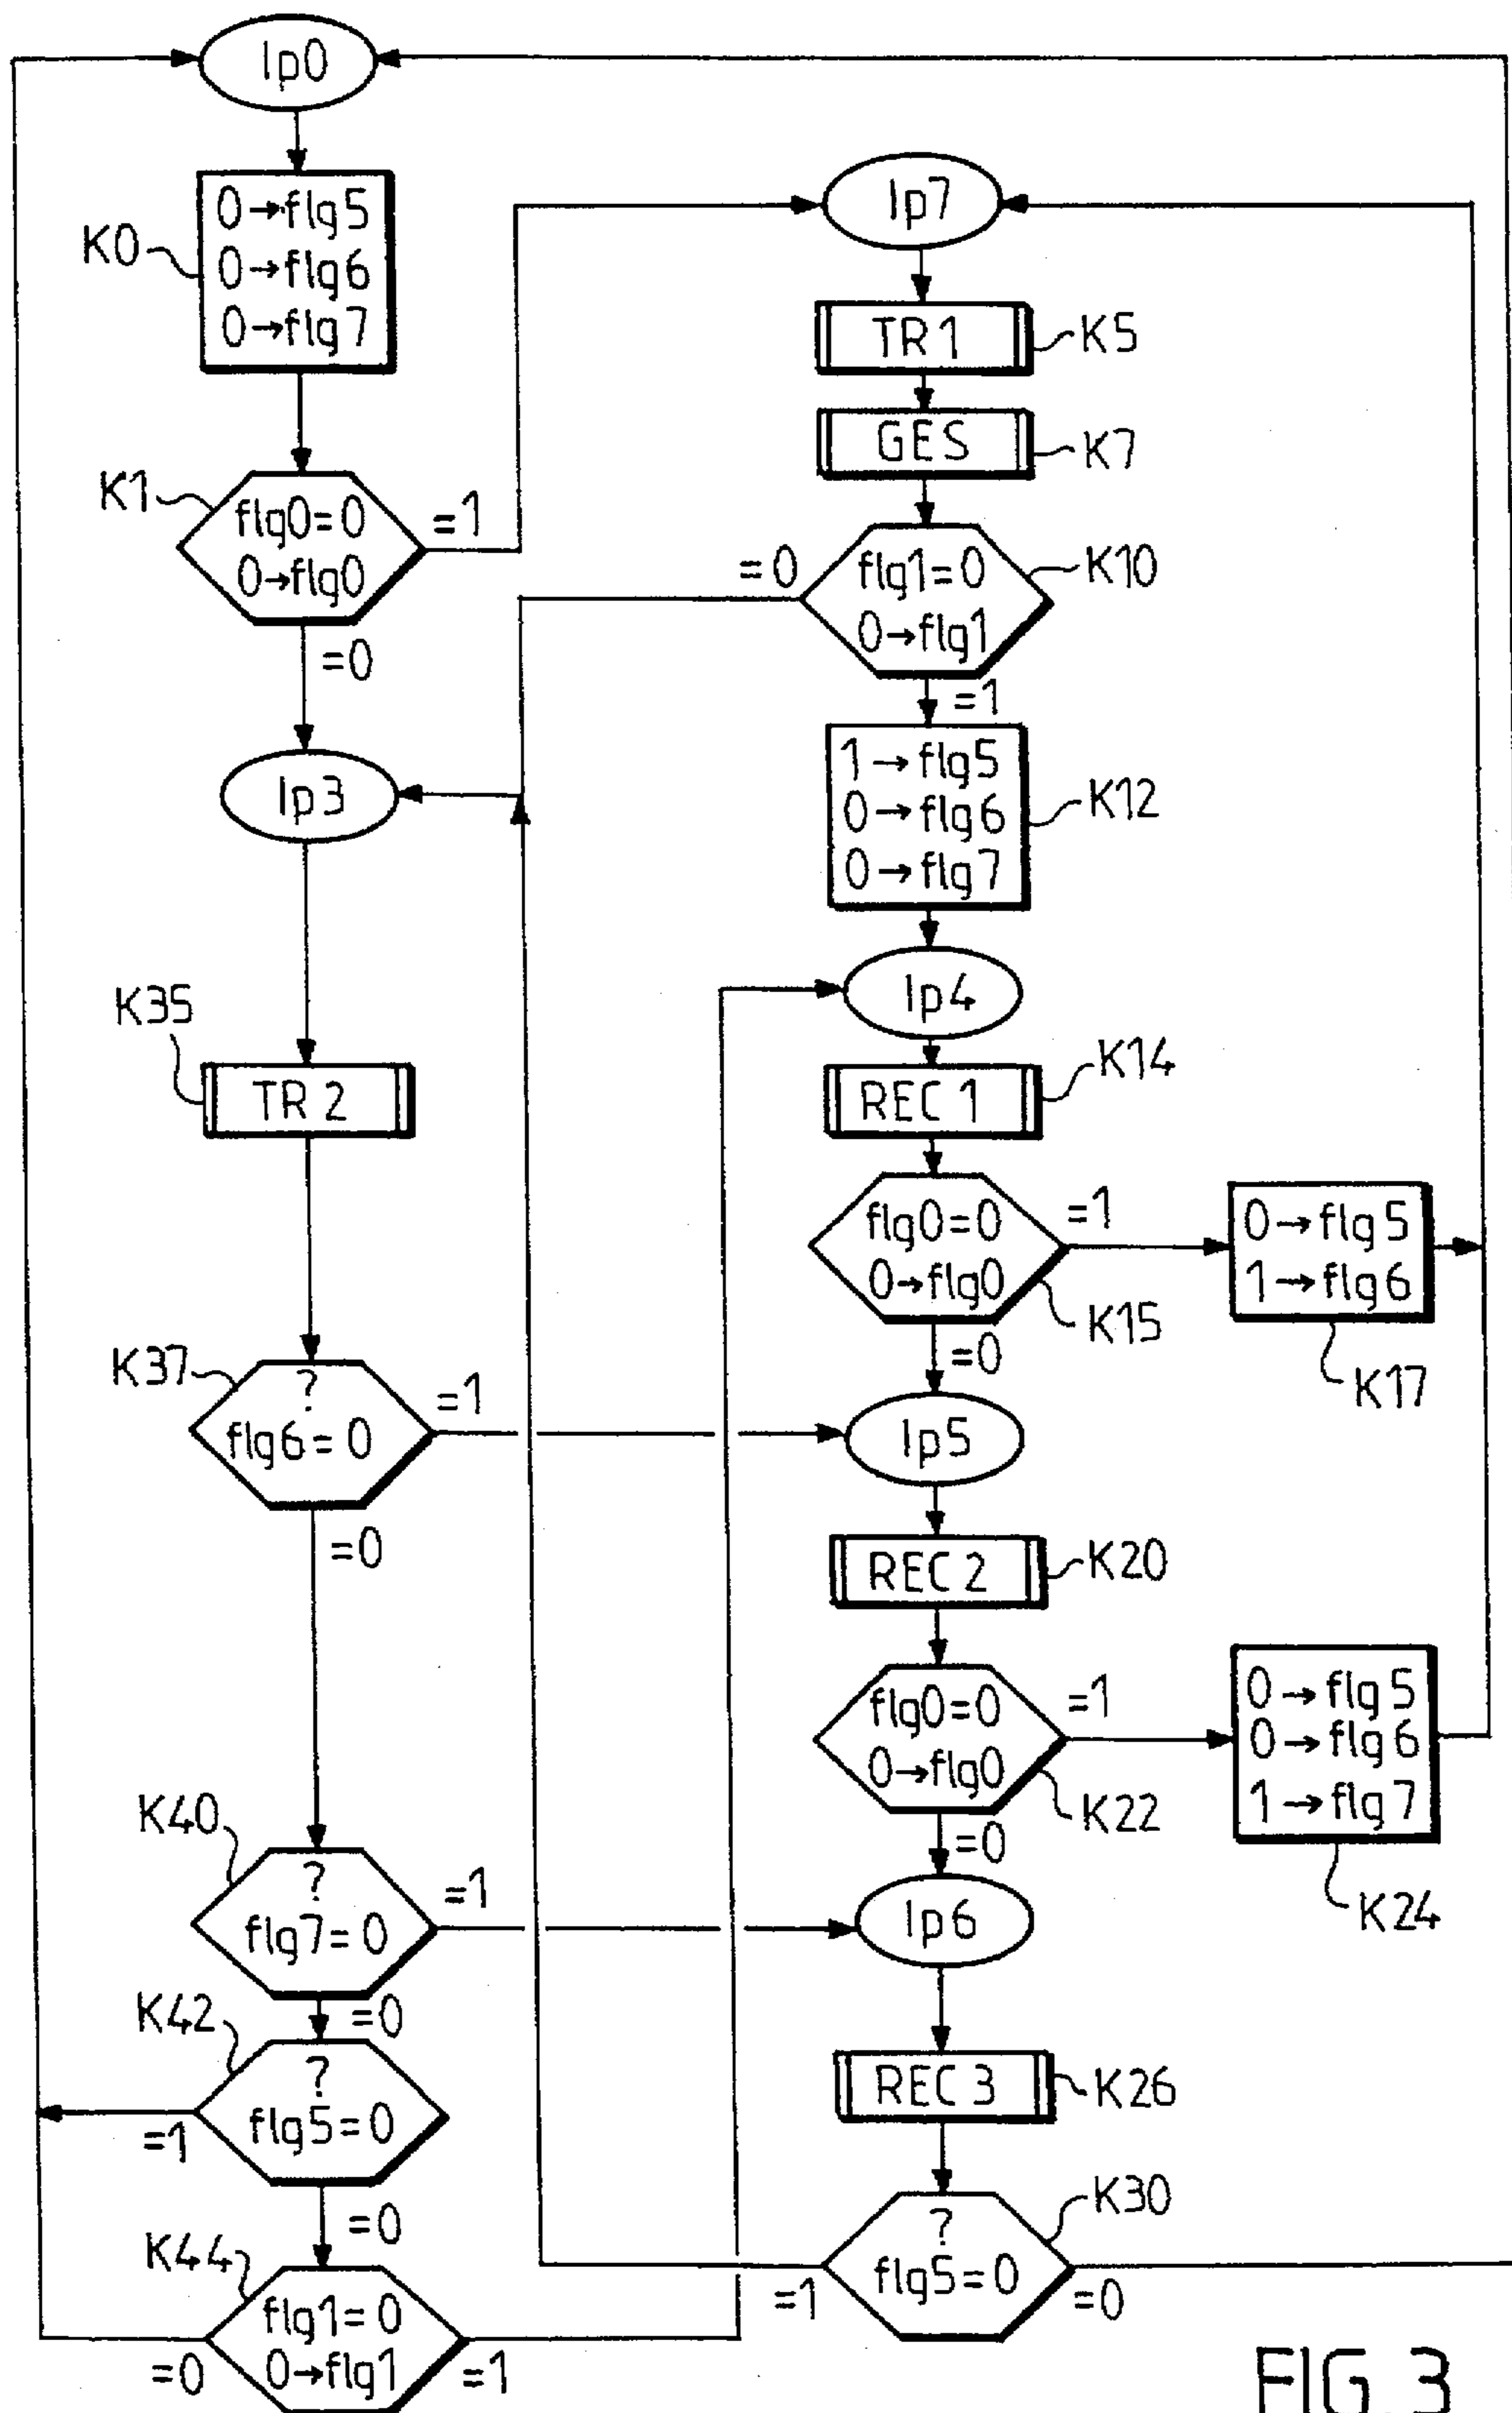 lp0
K0
0→flg5
0→flg6
0→flg7
K1
flg0=0
0→flg0
=1
=0
lp3
K35
TR 2
K37
?
flg6=0
=1
=0
K40
?
flg7=0
=1
=0
K42
?
flg5=0
=1
=0
K44
flg1=0
0→flg1
=0
=1
lp7
TR 1
K5
GES
K7
=0
flg1=0
0→flg1
K10
=1
1→flg5
0→flg6
0→flg7
K12
lp4
REC 1
K14
flg0=0
0→flg0
=1
K15
=0
0→flg5
1→flg6
K17
lp5
REC 2
K20
flg0=0
0→flg0
=1
K22
=0
0→flg5
0→flg6
1→flg7
K24
lp6
REC 3
K26
?
flg5=0
K30
=1
=0
FIG. 3